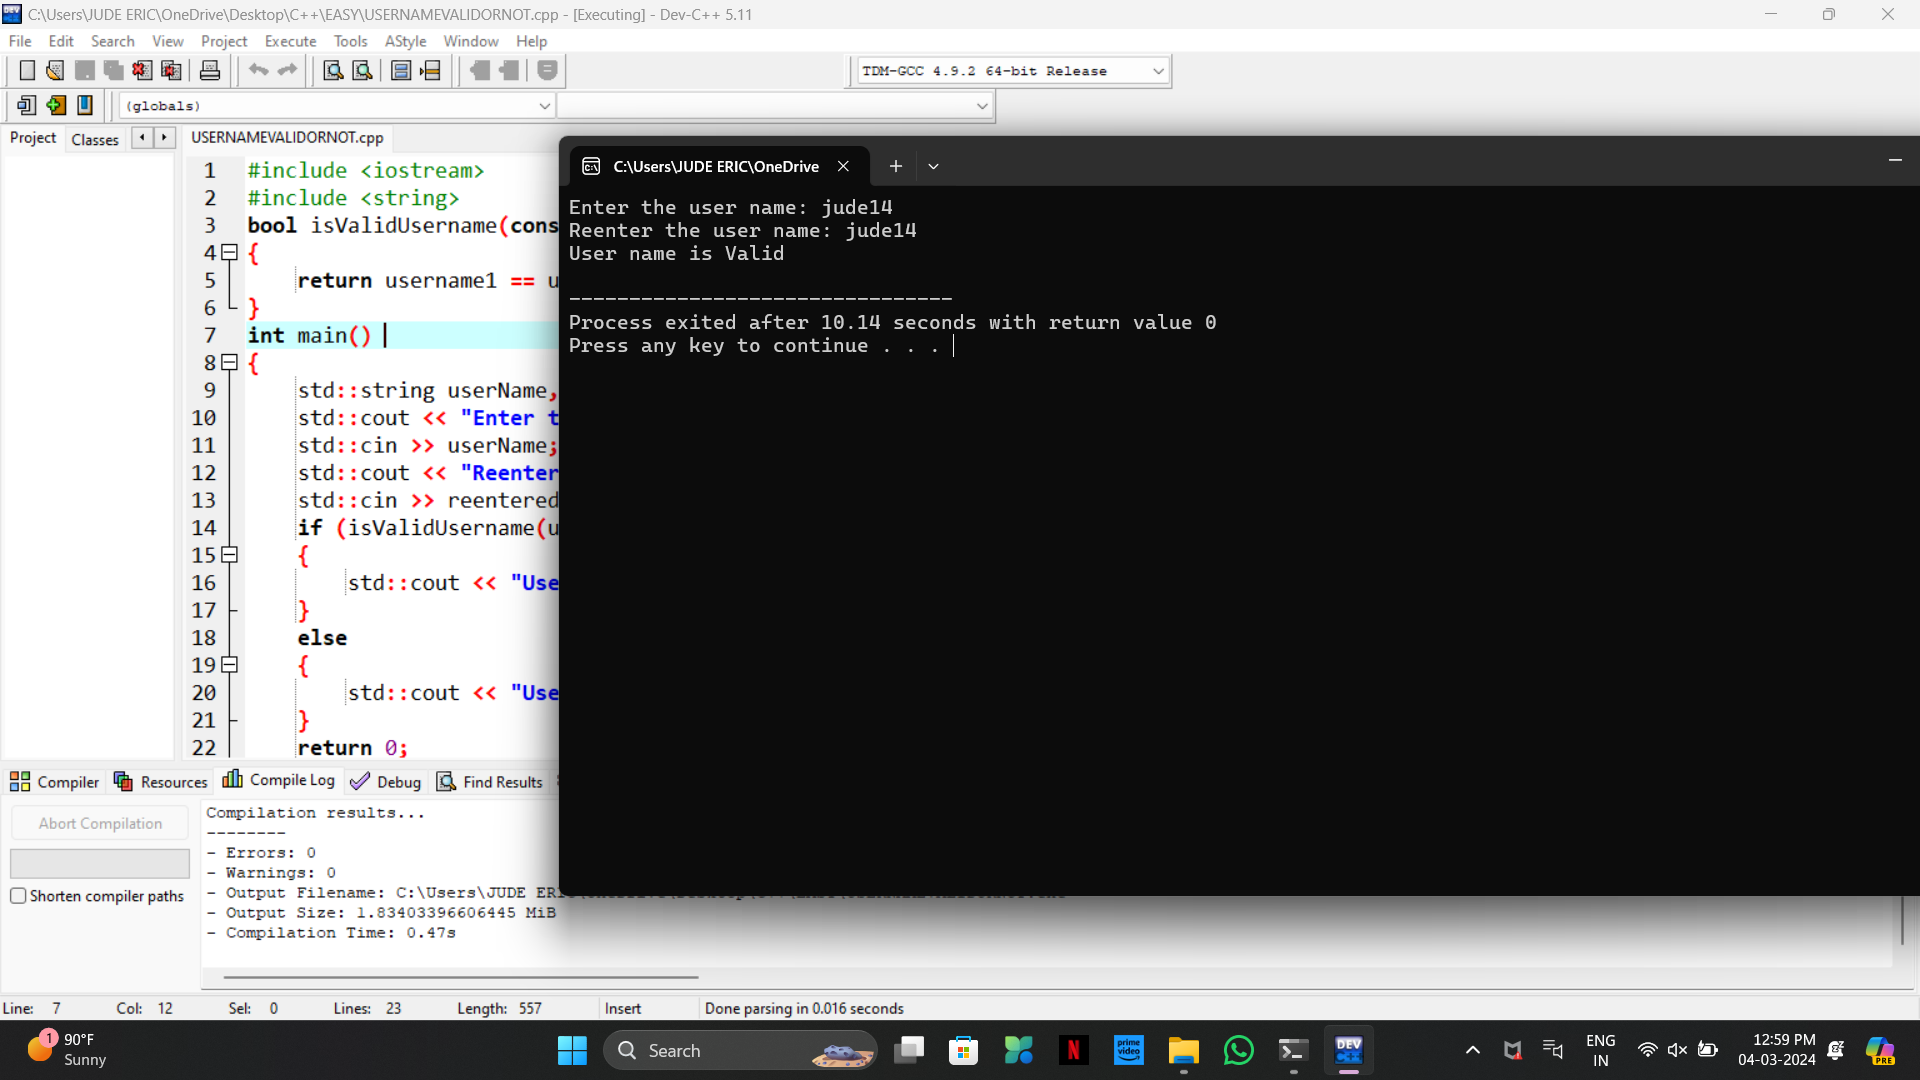 C:\Users\JUDE ERIC\OneDrive\Desktop\C++\EASY\USERNAMEVALIDORNOT.cpp - [Executing] - Dev-C++ 5.11
File Edit Search View Project Execute Tools AStyle Window Help
TDM-GCC 4.9.2 64-bit Release
(globals)
Project Classes
USERNAMEVALIDORNOT.cpp
1 #include <iostream>
2 #include <string>
3 bool isValidUsername(cons
4 {
5 return username1 == u
6 }
7 int main()
8 {
9 std::string userName,
10 std::cout << "Enter t
11 std::cin >> userName;
12 std::cout << "Reenter
13 std::cin >> reentered
14 if (isValidUsername(u
15 {
16 std::cout << "Use
17 }
18 else
19 {
20 std::cout << "Use
21 }
22 return 0;
C:\Users\JUDE ERIC\OneDrive
Enter the user name: jude14
Reenter the user name: jude14
User name is Valid
--------------------------------
Process exited after 10.14 seconds with return value 0
Press any key to continue . . .
Compiler Resources Compile Log Debug Find Results
Abort Compilation
Shorten compiler paths
Compilation results...
--------
- Errors: 0
- Warnings: 0
- Output Filename: C:\Users\JUDE ERI
- Output Size: 1.83403396606445 MiB
- Compilation Time: 0.47s
Line: 7 Col: 12 Sel: 0 Lines: 23 Length: 557 Insert Done parsing in 0.016 seconds
1
90°F
Sunny
Search
prime video
N
DEV C++
ENG
IN
12:59 PM
04-03-2024
PRE